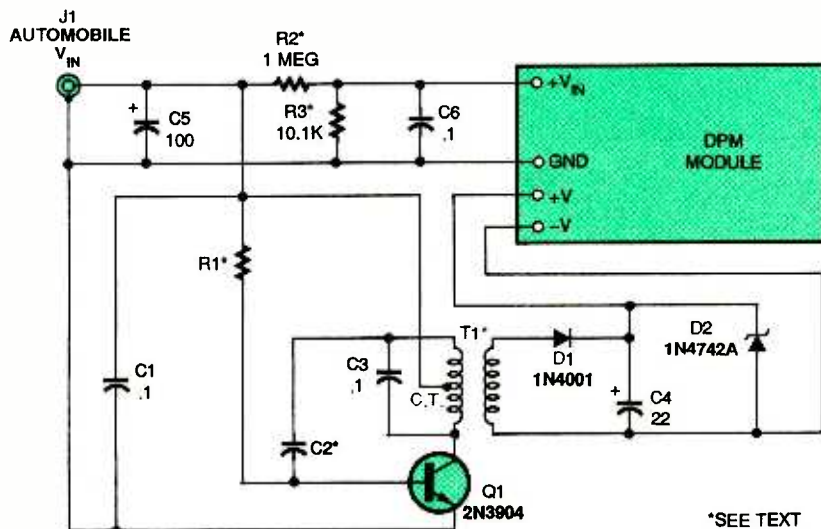 J1
AUTOMOBILE
VIN
R2*
1 MEG
R3*
10.1K
+
C5
100
C6
.1
+VIN
GND
+V
−V
DPM
MODULE
R1*
C1
.1
C3
.1
C.T.
T1*
D1
1N4001
D2
1N4742A
+
C4
22
C2*
Q1
2N3904
*SEE TEXT